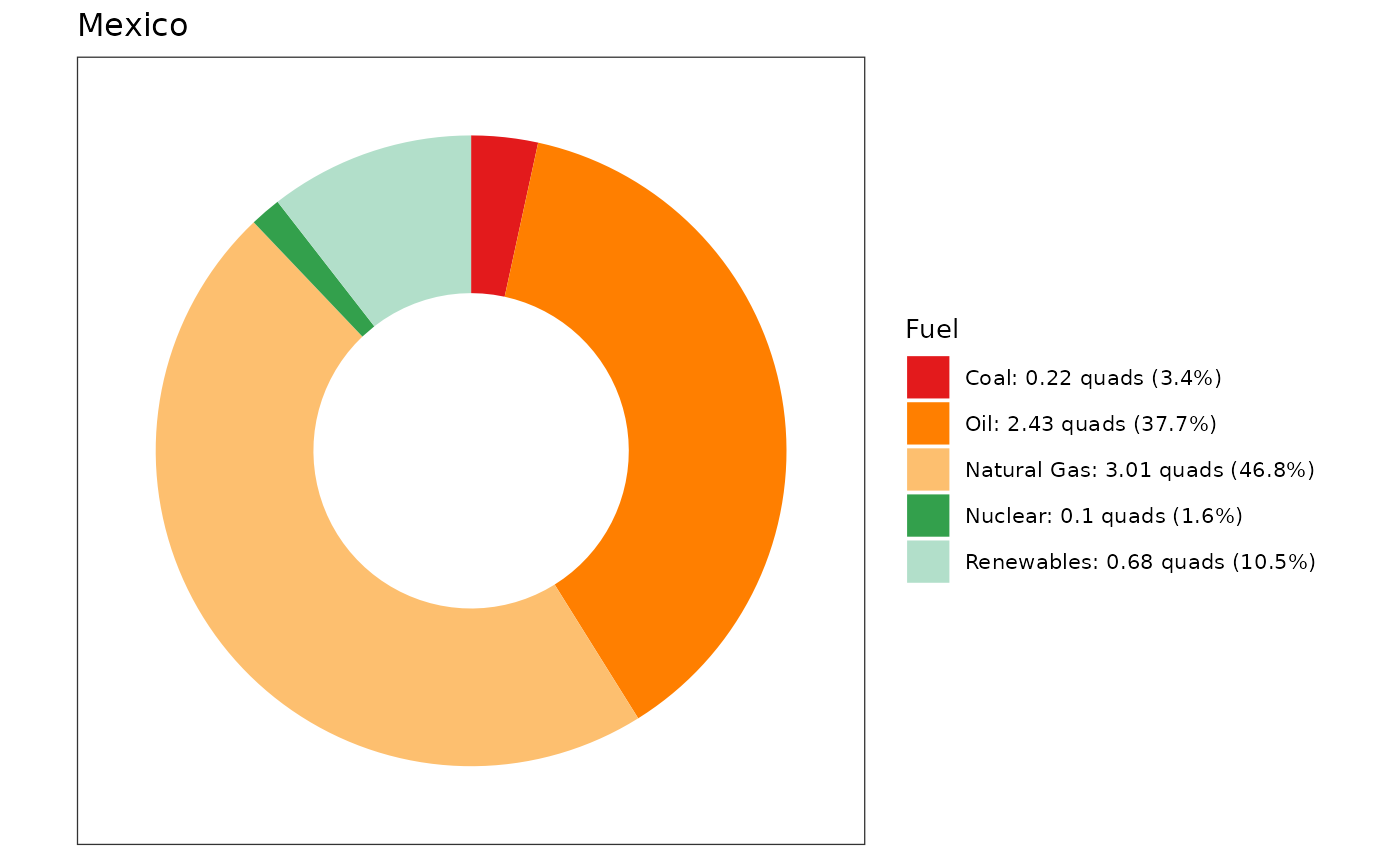 Mexico
Fuel
Coal: 0.22 quads (3.4%)
Oil: 2.43 quads (37.7%)
Natural Gas: 3.01 quads (46.8%)
Nuclear: 0.1 quads (1.6%)
Renewables: 0.68 quads (10.5%)